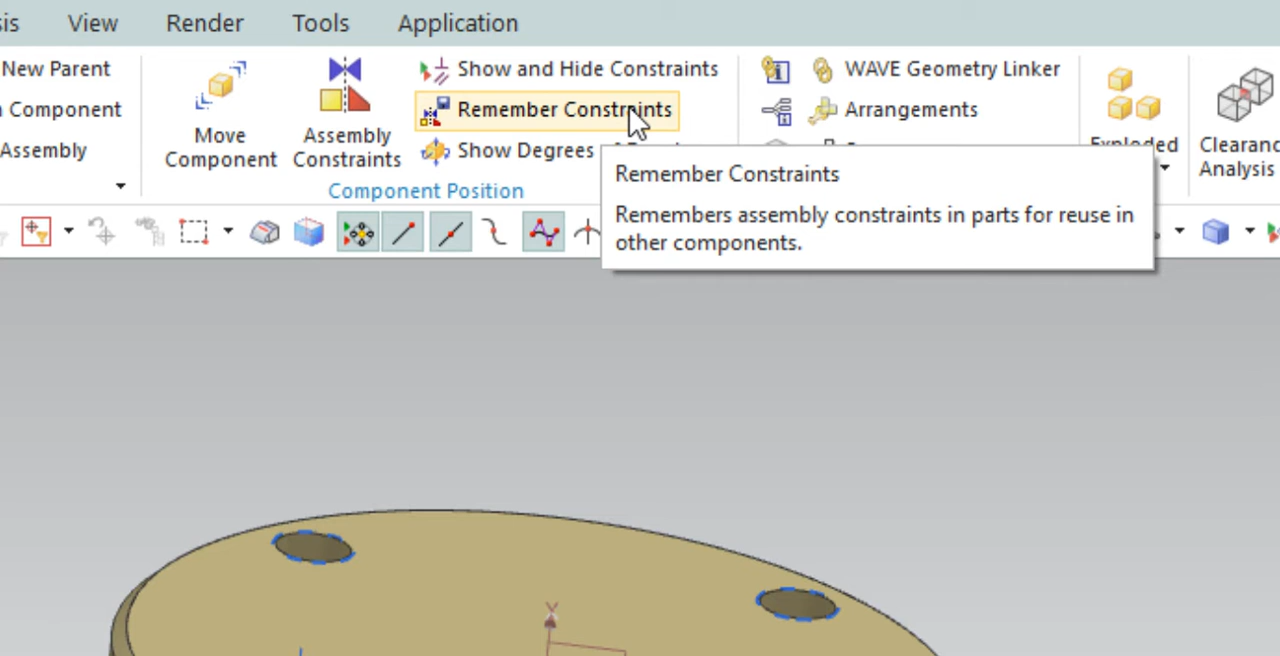 sis View Render Tools Application
New Parent
Component
Assembly
Move
Component
Assembly
Constraints
Show and Hide Constraints
Remember Constraints
Show Degrees
Component Position
WAVE Geometry Linker
Arrangements
Exploded
Clearanc
Analysis
Remember Constraints
Remembers assembly constraints in parts for reuse in
other components.
Y